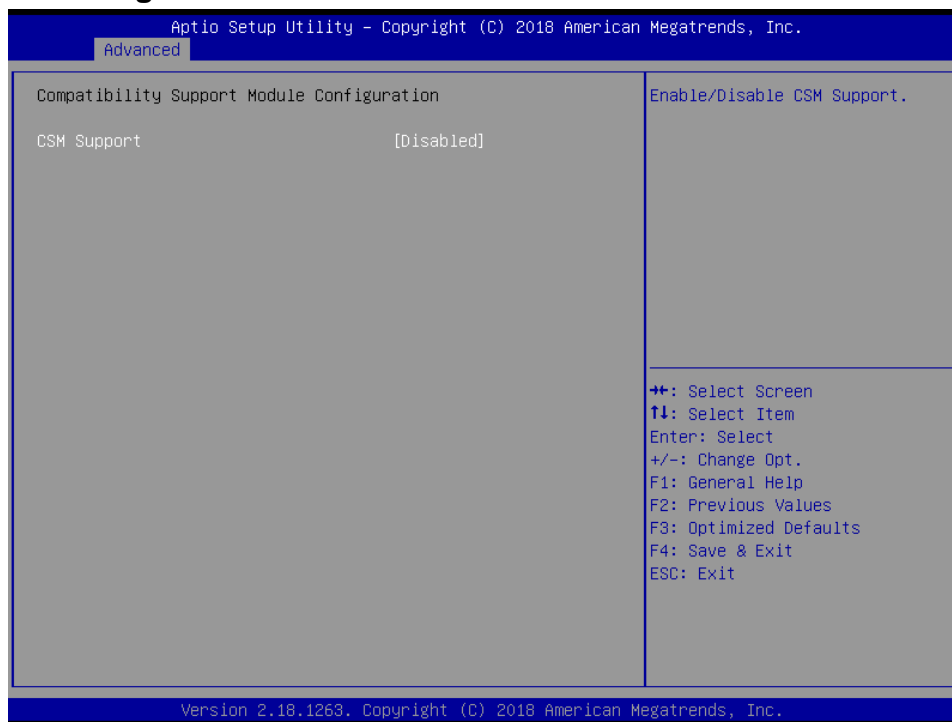 Aptio Setup Utility – Copyright (C) 2018 American Megatrends, Inc.
Advanced
Compatibility Support Module Configuration
CSM Support [Disabled]
Enable/Disable CSM Support.
→←: Select Screen
↑↓: Select Item
Enter: Select
+/-: Change Opt.
F1: General Help
F2: Previous Values
F3: Optimized Defaults
F4: Save & Exit
ESC: Exit
Version 2.18.1263. Copyright (C) 2018 American Megatrends, Inc.